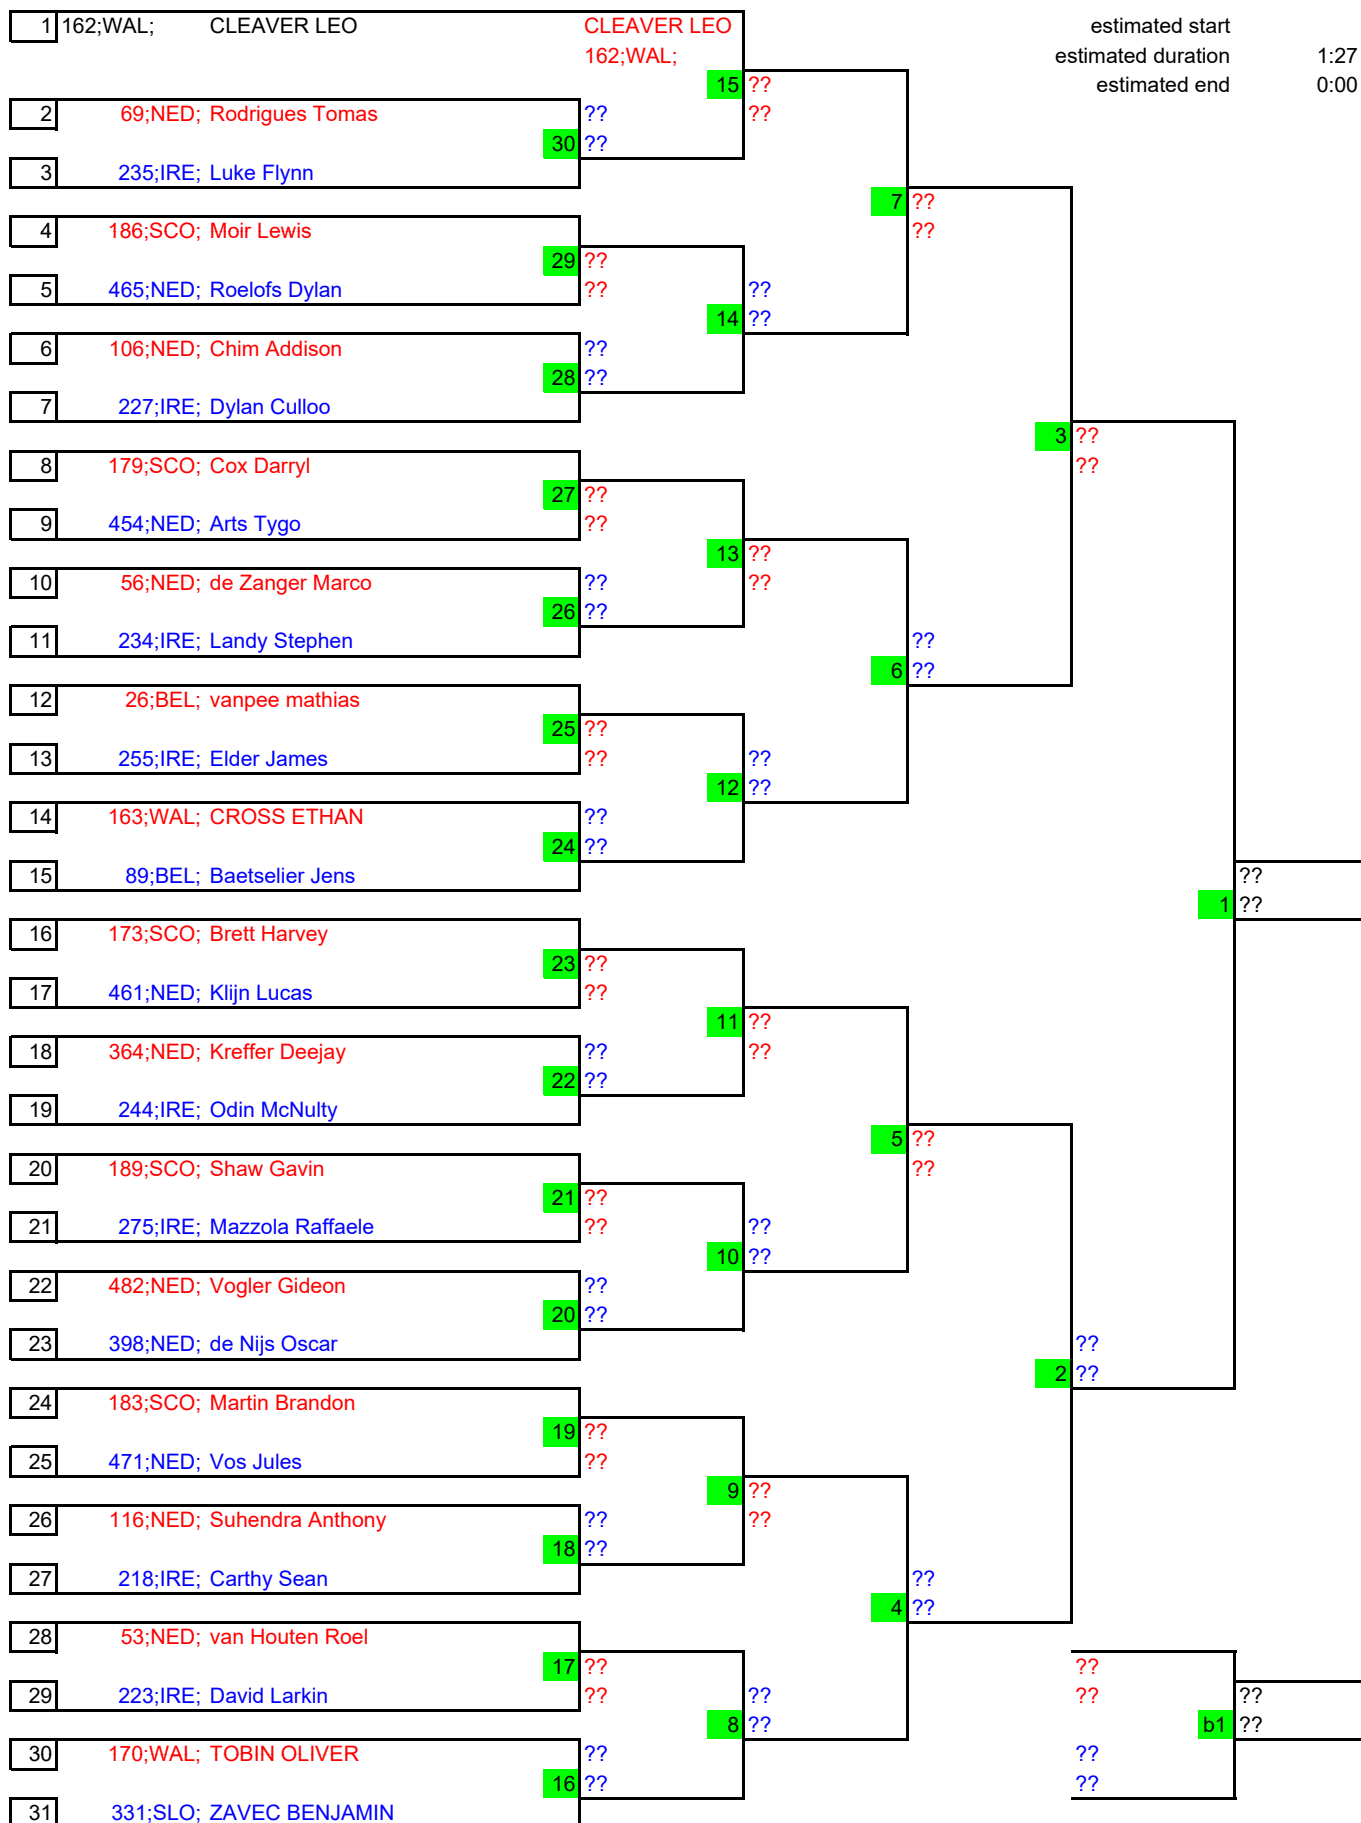 1 162;WAL; CLEAVER LEO CLEAVER LEO estimated start
162;WAL; estimated duration 1:27
15 ?? estimated end 0:00
2 69;NED; Rodrigues Tomas ?? ??
30 ??
3 235;IRE; Luke Flynn
7 ??
4 186;SCO; Moir Lewis ??
29 ??
5 465;NED; Roelofs Dylan ?? ??
14 ??
6 106;NED; Chim Addison ??
28 ??
7 227;IRE; Dylan Culloo
3 ??
8 179;SCO; Cox Darryl ??
27 ??
9 454;NED; Arts Tygo ??
13 ??
10 56;NED; de Zanger Marco ?? ??
26 ??
11 234;IRE; Landy Stephen ??
6 ??
12 26;BEL; vanpee mathias
25 ??
13 255;IRE; Elder James ?? ??
12 ??
14 163;WAL; CROSS ETHAN ??
24 ??
15 89;BEL; Baetselier Jens ??
1 ??
16 173;SCO; Brett Harvey
23 ??
17 461;NED; Klijn Lucas ??
11 ??
18 364;NED; Kreffer Deejay ?? ??
22 ??
19 244;IRE; Odin McNulty
5 ??
20 189;SCO; Shaw Gavin ??
21 ??
21 275;IRE; Mazzola Raffaele ?? ??
10 ??
22 482;NED; Vogler Gideon ??
20 ??
23 398;NED; de Nijs Oscar ??
2 ??
24 183;SCO; Martin Brandon
19 ??
25 471;NED; Vos Jules ??
9 ??
26 116;NED; Suhendra Anthony ?? ??
18 ??
27 218;IRE; Carthy Sean ??
4 ??
28 53;NED; van Houten Roel
17 ?? ??
29 223;IRE; David Larkin ?? ?? ?? ??
8 ?? b1 ??
30 170;WAL; TOBIN OLIVER ?? ??
16 ?? ??
31 331;SLO; ZAVEC BENJAMIN